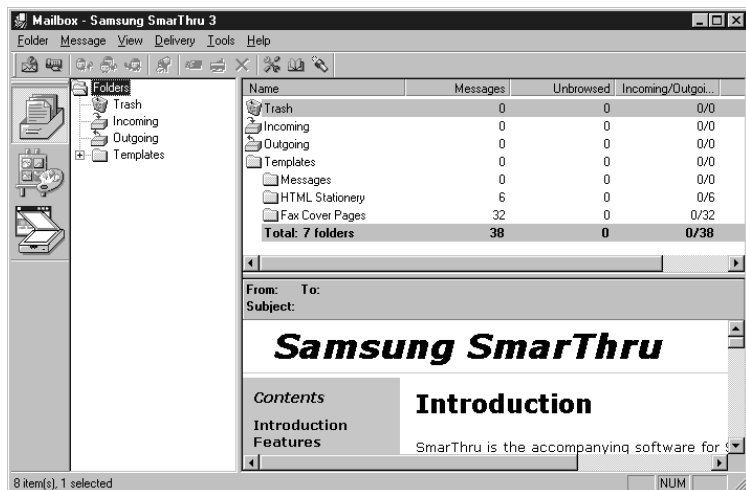 Mailbox - Samsung SmarThru 3
Folder Message View Delivery Tools Help
Folders
Trash
Incoming
Outgoing
Templates
Name Messages Unbrowsed Incoming/Outgoi...
Trash 0 0 0/0
Incoming 0 0 0/0
Outgoing 0 0 0/0
Templates 0 0 0/0
Messages 0 0 0/0
HTML Stationery 6 0 0/6
Fax Cover Pages 32 0 0/32
Total: 7 folders 38 0 0/38
From: To:
Subject:
Samsung SmarThru
Contents
Introduction
Features
Introduction
SmarThru is the accompanying software for
8 item(s), 1 selected
NUM